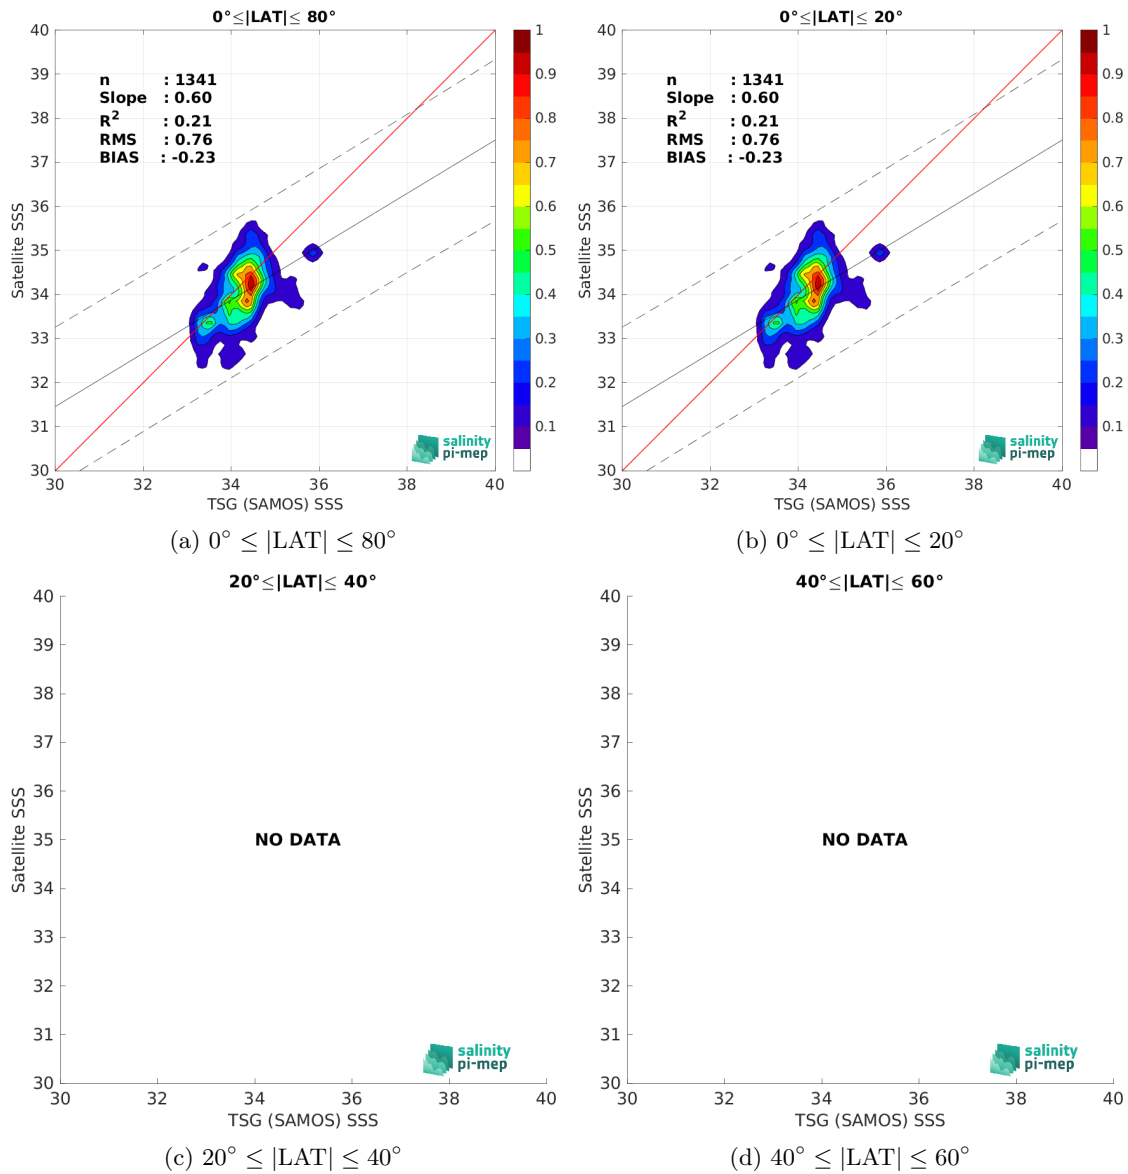 0°≤|LAT|≤ 80°
40
39
38
37
36
35
34
33
32
31
30
n : 1341
Slope : 0.60
R² : 0.21
RMS : 0.76
BIAS : -0.23
1
0.9
0.8
0.7
0.6
0.5
0.4
0.3
0.2
0.1
Satellite SSS
salinity
pi-mep
30 32 34 36 38 40
TSG (SAMOS) SSS
(a) 0° ≤ |LAT| ≤ 80°
0°≤|LAT|≤ 20°
40
39
38
37
36
35
34
33
32
31
30
n : 1341
Slope : 0.60
R² : 0.21
RMS : 0.76
BIAS : -0.23
1
0.9
0.8
0.7
0.6
0.5
0.4
0.3
0.2
0.1
Satellite SSS
salinity
pi-mep
30 32 34 36 38 40
TSG (SAMOS) SSS
(b) 0° ≤ |LAT| ≤ 20°
20°≤|LAT|≤ 40°
40
39
38
37
36
35
34
33
32
31
30
Satellite SSS
NO DATA
salinity
pi-mep
30 32 34 36 38 40
TSG (SAMOS) SSS
(c) 20° ≤ |LAT| ≤ 40°
40°≤|LAT|≤ 60°
40
39
38
37
36
35
34
33
32
31
30
Satellite SSS
NO DATA
salinity
pi-mep
30 32 34 36 38 40
TSG (SAMOS) SSS
(d) 40° ≤ |LAT| ≤ 60°